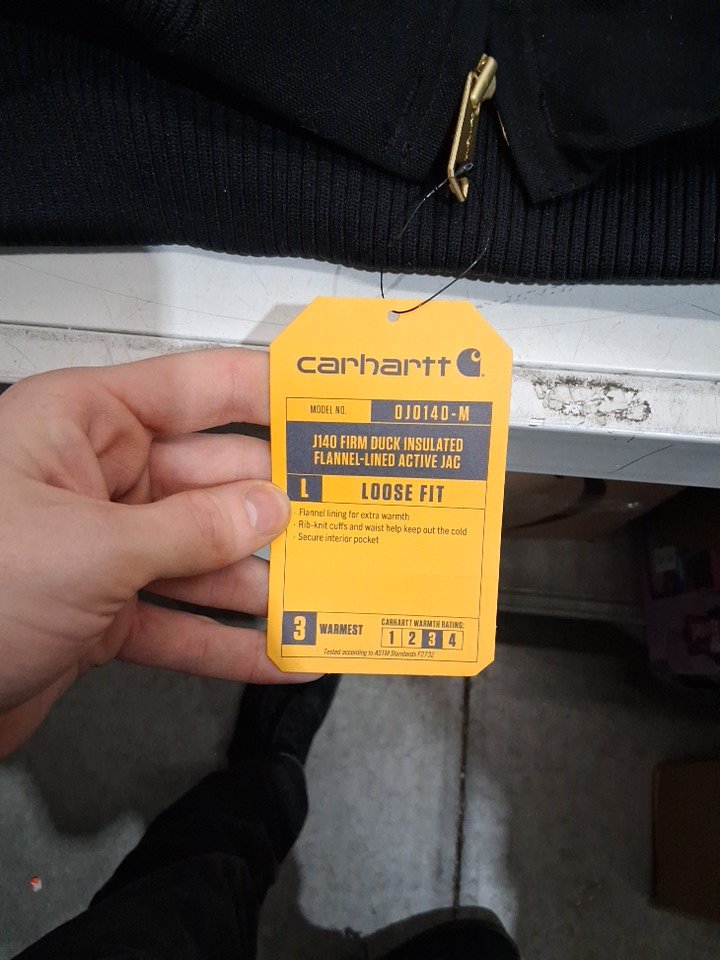 carhartt
MODEL NO. 0J0140-M
J140 FIRM DUCK INSULATED
FLANNEL-LINED ACTIVE JAC
L LOOSE FIT
· Flannel lining for extra warmth
· Rib-knit cuffs and waist help keep out the cold
· Secure interior pocket
3 WARMEST
CARHARTT WARMTH RATING:
1 2 3 4
Tested according to ASTM Standards F2732